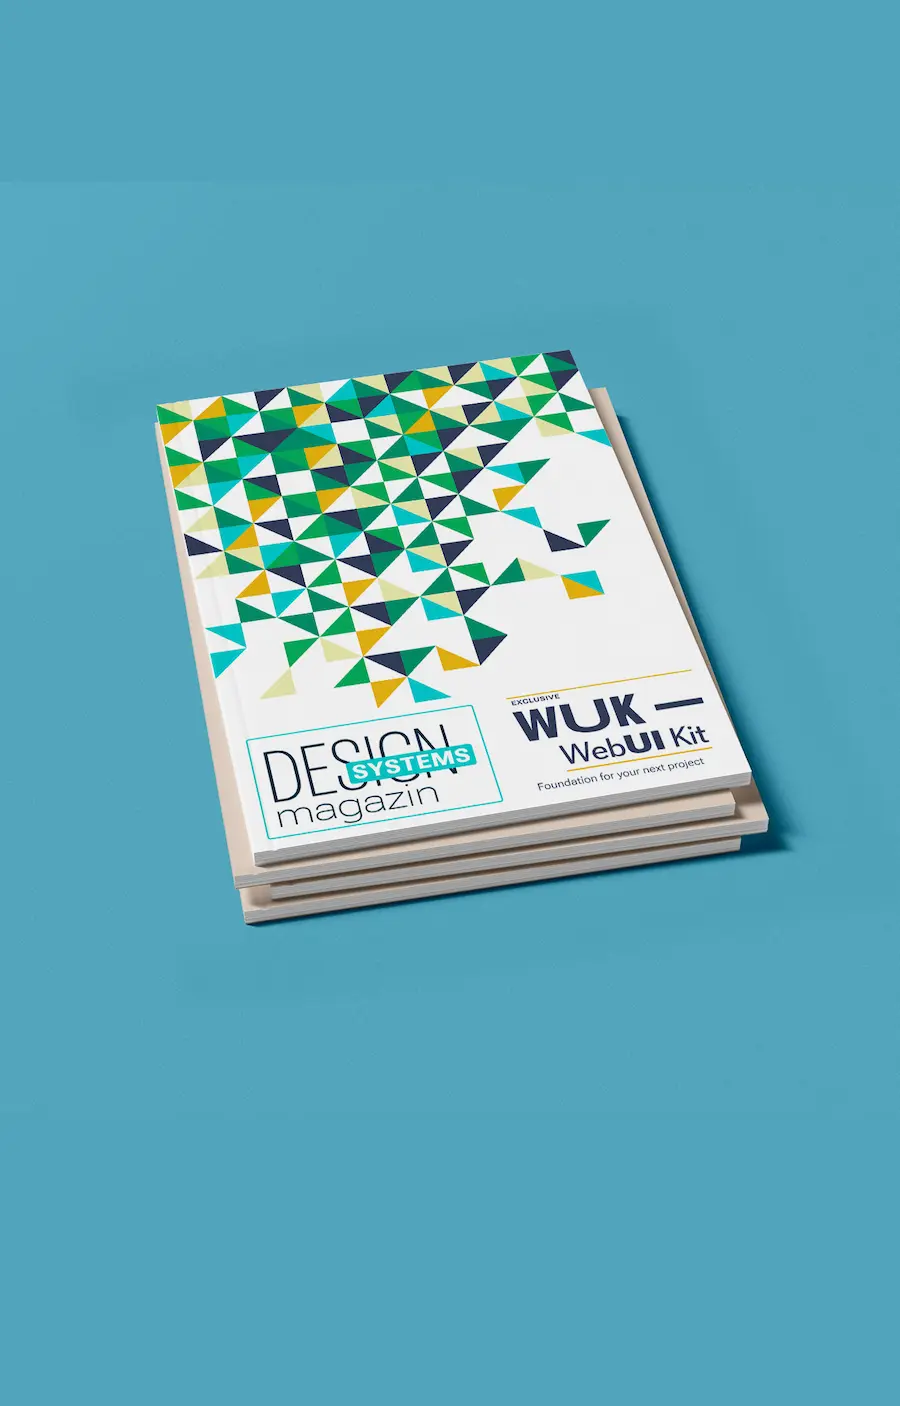 DESIGN
SYSTEMS
magazin
EXCLUSIVE
WUK —
WebUI Kit
Foundation for your next project